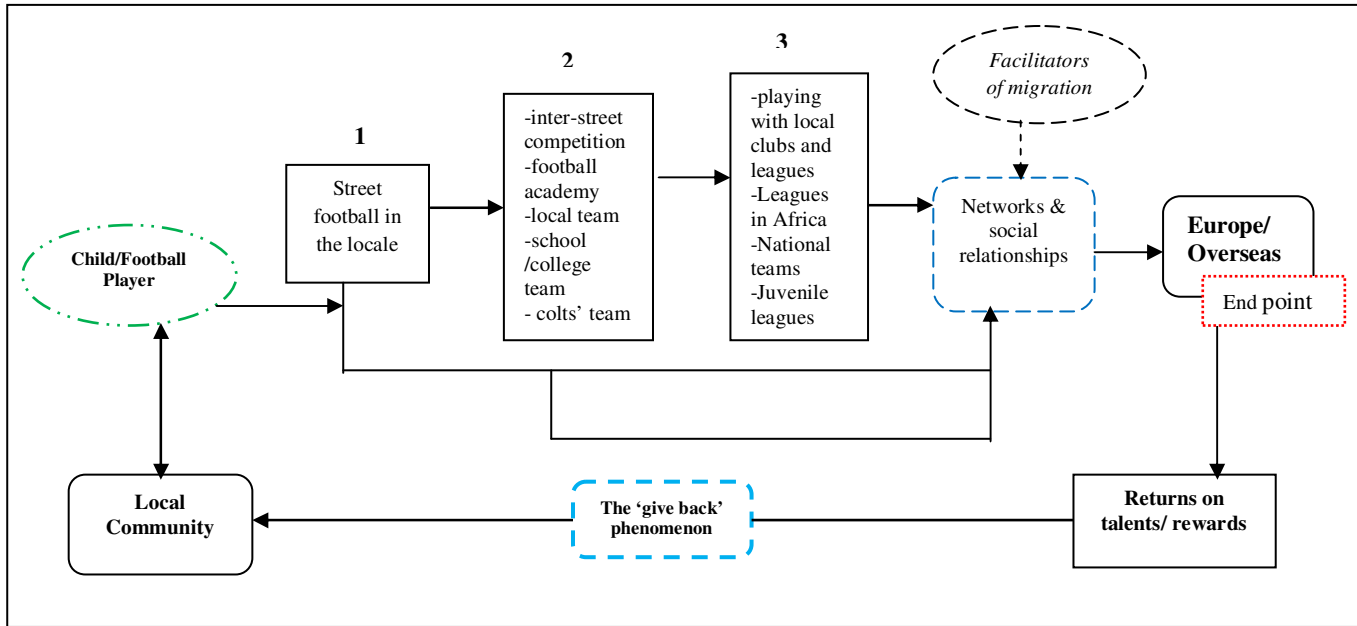 1
2
3
Facilitators
of migration
Child/Football
Player
Street
football in
the locale
-inter-street
competition
-football
academy
-local team
-school
/college
team
- colts' team
-playing
with local
clubs and
leagues
-Leagues
in Africa
-National
teams
-Juvenile
leagues
Networks &
social
relationships
Europe/
Overseas
End point
Local
Community
The 'give back'
phenomenon
Returns on
talents/ rewards